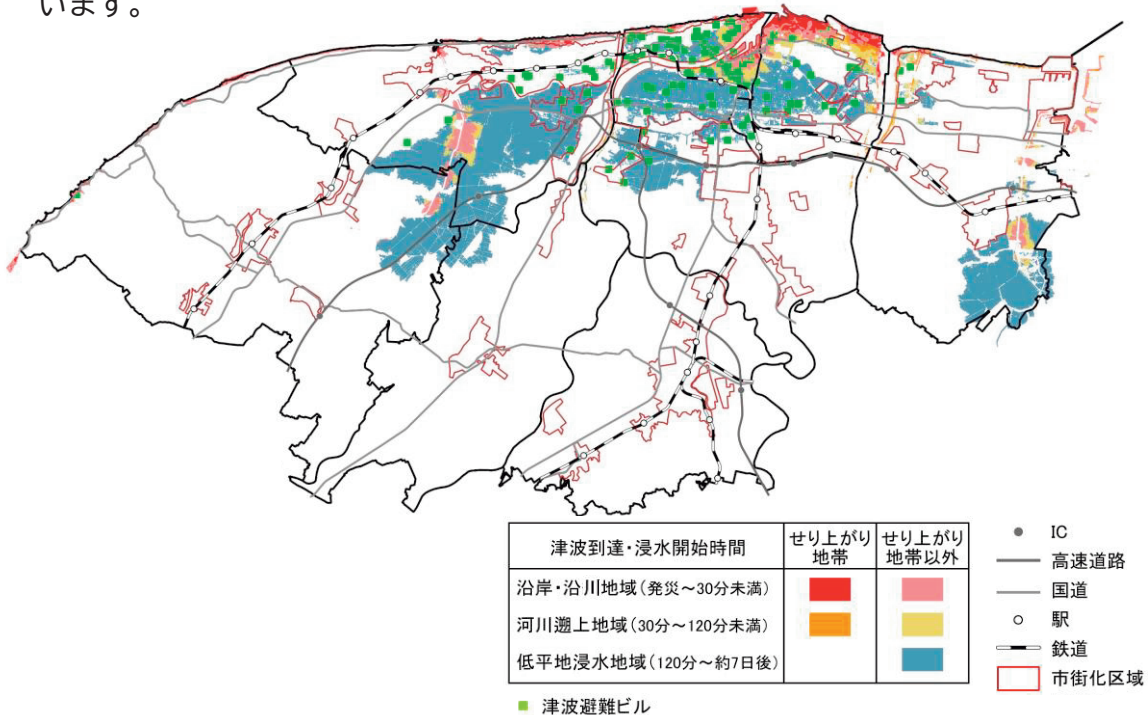 います。
津波到達・浸水開始時間
せり上がり
地帯
せり上がり
地帯以外
沿岸・沿川地域(発災~30分未満)
河川遡上地域(30分~120分未満)
低平地浸水地域(120分~約7日後)
津波避難ビル
IC
高速道路
国道
駅
鉄道
市街化区域